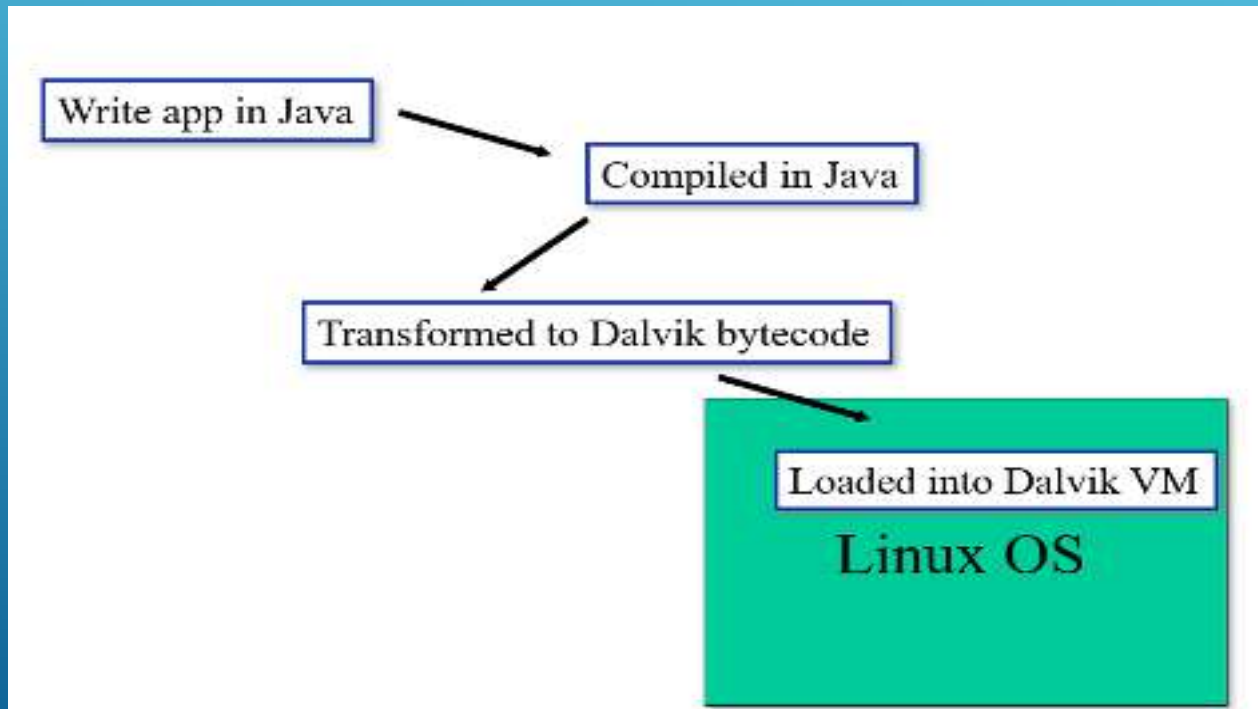 Write app in Java
Compiled in Java
Transformed to Dalvik bytecode
Loaded into Dalvik VM
Linux OS